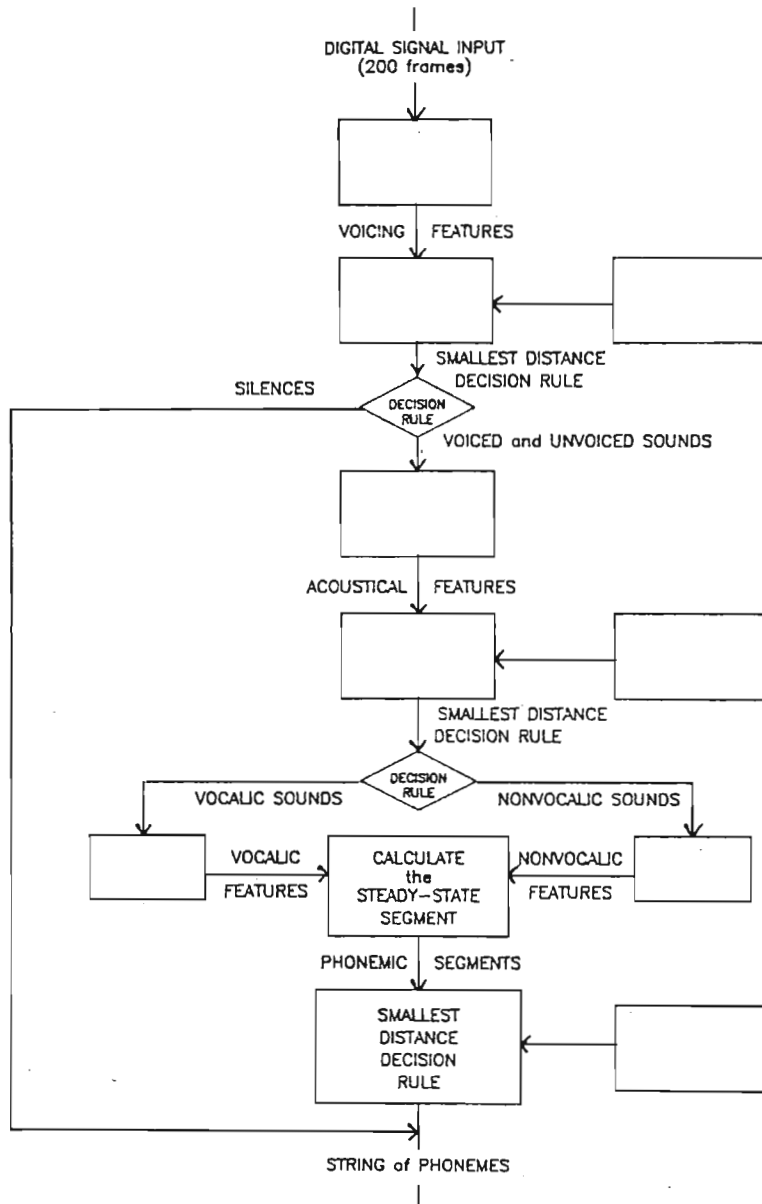 DIGITAL SIGNAL INPUT
(200 frames)
VOICING FEATURES
SMALLEST DISTANCE
DECISION RULE
SILENCES
DECISION
RULE
VOICED and UNVOICED SOUNDS
ACOUSTICAL FEATURES
SMALLEST DISTANCE
DECISION RULE
DECISION
RULE
VOCALIC SOUNDS
NONVOCALIC SOUNDS
VOCALIC
FEATURES
CALCULATE
the
STEADY-STATE
SEGMENT
NONVOCALIC
FEATURES
PHONEMIC SEGMENTS
SMALLEST
DISTANCE
DECISION
RULE
STRING of PHONEMES